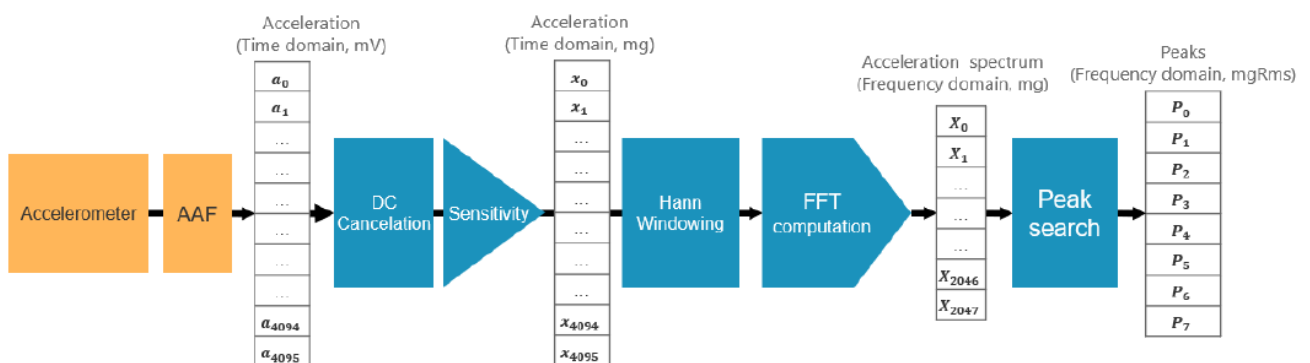 Acceleration
(Time domain, mV)
a₀
a₁
...
...
...
...
...
...
a₄₀₉₄
a₄₀₉₅
Acceleration
(Time domain, mg)
x₀
x₁
...
...
...
...
...
...
x₄₀₉₄
x₄₀₉₅
Acceleration spectrum
(Frequency domain, mg)
X₀
X₁
...
...
...
X₂₀₄₆
X₂₀₄₇
Peaks
(Frequency domain, mgRms)
P₀
P₁
P₂
P₃
P₄
P₅
P₆
P₇
Accelerometer
AAF
DC
Cancelation
Sensitivity
Hann
Windowing
FFT
computation
Peak
search